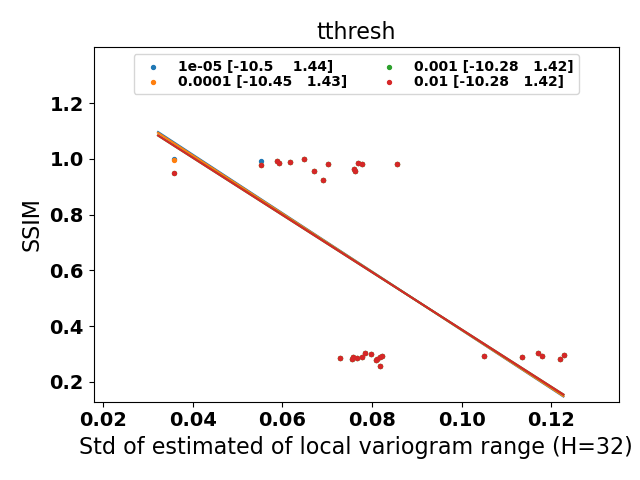 tthresh
1e-05 [-10.5 1.44]
0.0001 [-10.45 1.43]
0.001 [-10.28 1.42]
0.01 [-10.28 1.42]
SSIM
1.2
1.0
0.8
0.6
0.4
0.2
0.02 0.04 0.06 0.08 0.10 0.12
Std of estimated of local variogram range (H=32)